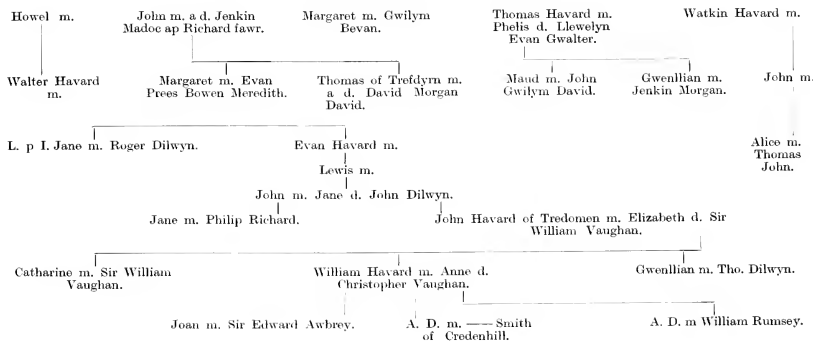 Howel m.
John m. a d. Jenkin
Madoc ap Richard fawr.
Margaret m. Gwilym
Bevan.
Thomas Havard m.
Phelis d. Llewelyn
Evan Gwalter.
Watkin Havard m.
Walter Havard
m.
Margaret m. Evan
Prees Bowen Meredith.
Thomas of Trefdyrn m.
a d. David Morgan
David.
Maud m. John
Gwilym David.
Gwenllian m.
Jenkin Morgan.
John m.
L. p I. Jane m. Roger Dilwyn.
Evan Havard m.
Alice m.
Thomas
John.
Lewis m.
John m. Jane d. John Dilwyn.
Jane m. Philip Richard.
John Havard of Tredomen m. Elizabeth d. Sir
William Vaughan.
Catharine m. Sir William
Vaughan.
William Havard m. Anne d.
Christopher Vaughan.
Gwenllian m. Tho. Dilwyn.
Joan m. Sir Edward Awbrey.
A. D. m. —— Smith
of Credenhill.
A. D. m William Rumsey.